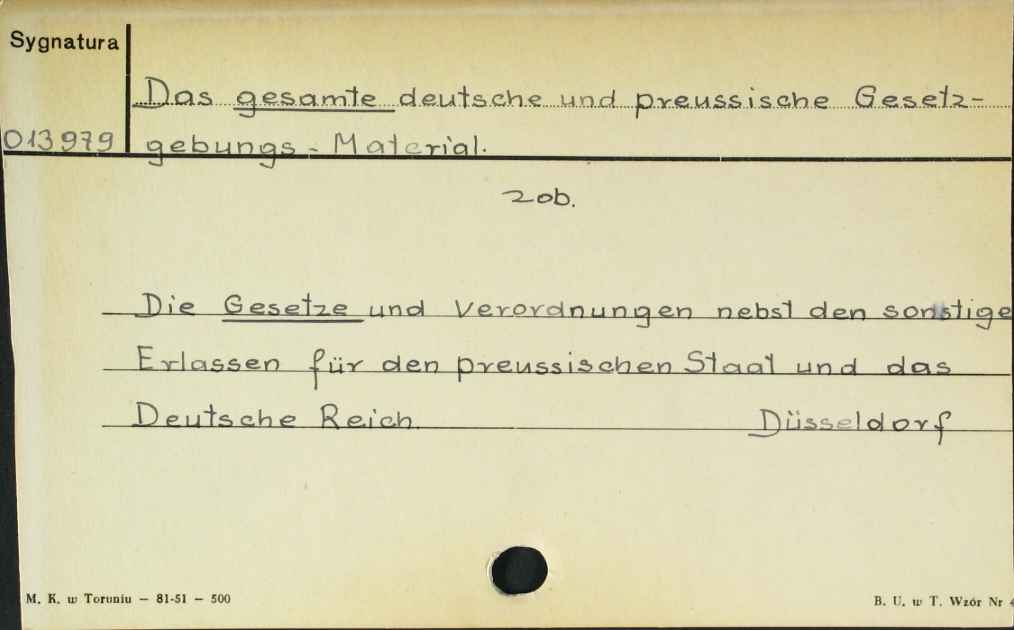 Sygnatura
Das gesamte deutsche und preussische Gesetz-
013979 gebungs - Material.
zob.
Die Gesetze und Verordnungen nebst den sonstige
Erlassen für den preussischen Staat und das
Deutsche Reich. Düsseldorf
M. K. w Toruniu — 81-51 — 500
B. U. w T. Wzór Nr 4